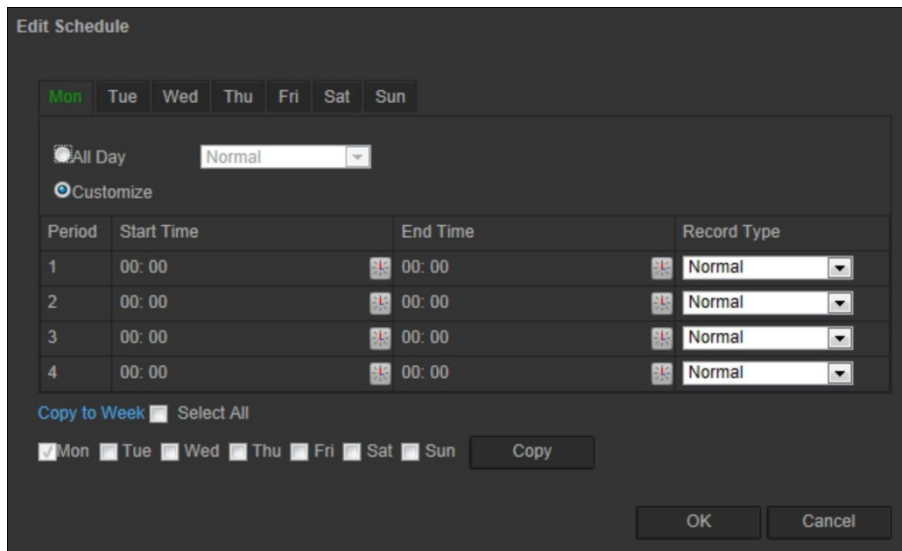 Edit Schedule
Mon Tue Wed Thu Fri Sat Sun
All Day Normal
Customize
Period Start Time End Time Record Type
1 00: 00 00: 00 Normal
2 00: 00 00: 00 Normal
3 00: 00 00: 00 Normal
4 00: 00 00: 00 Normal
Copy to Week Select All
Mon Tue Wed Thu Fri Sat Sun Copy
OK Cancel